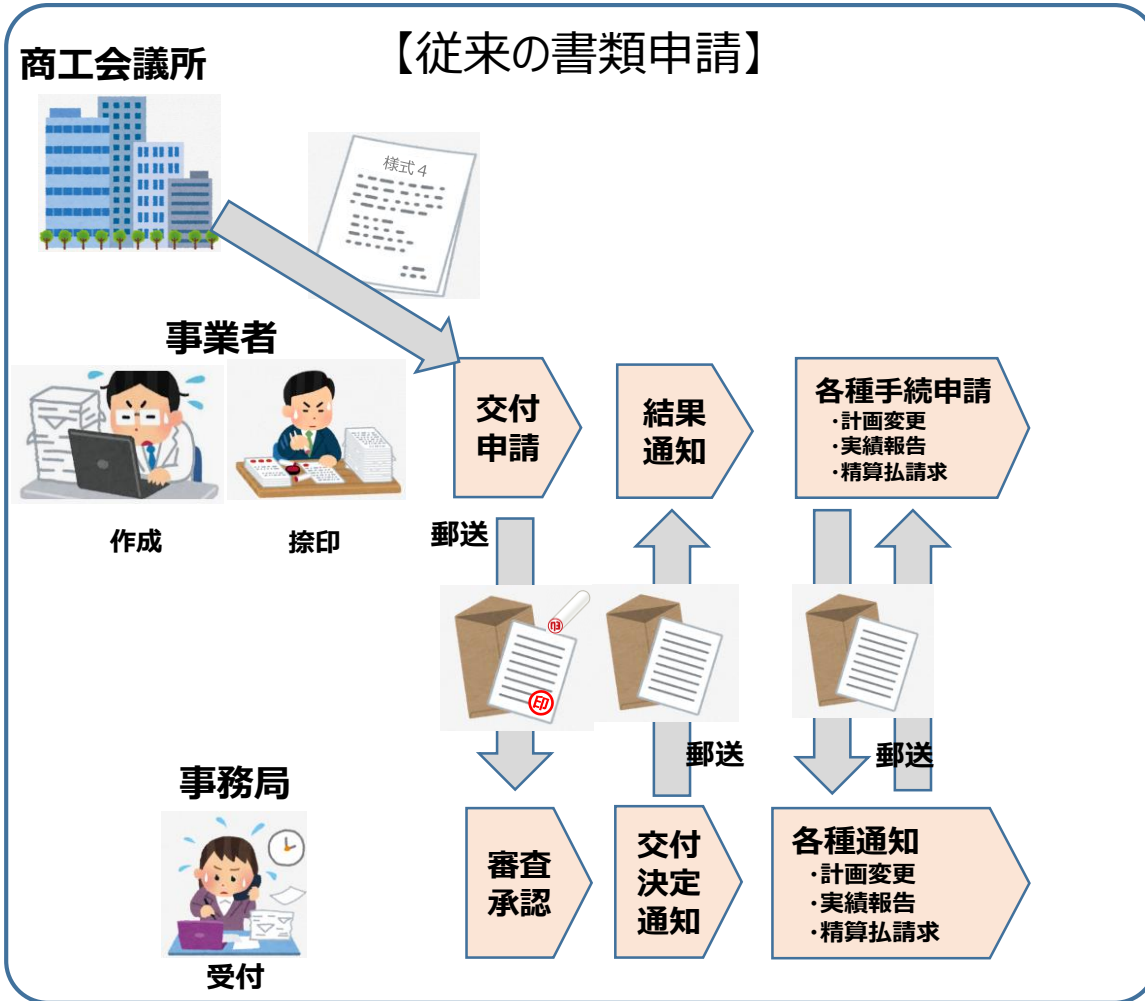 【従来の書類申請】
商工会議所
様式４
事業者
作成
捺印
交付
申請
結果
通知
各種手続申請
・計画変更
・実績報告
・精算払請求
郵送
印
印
郵送
郵送
事務局
受付
審査
承認
交付
決定
通知
各種通知
・計画変更
・実績報告
・精算払請求